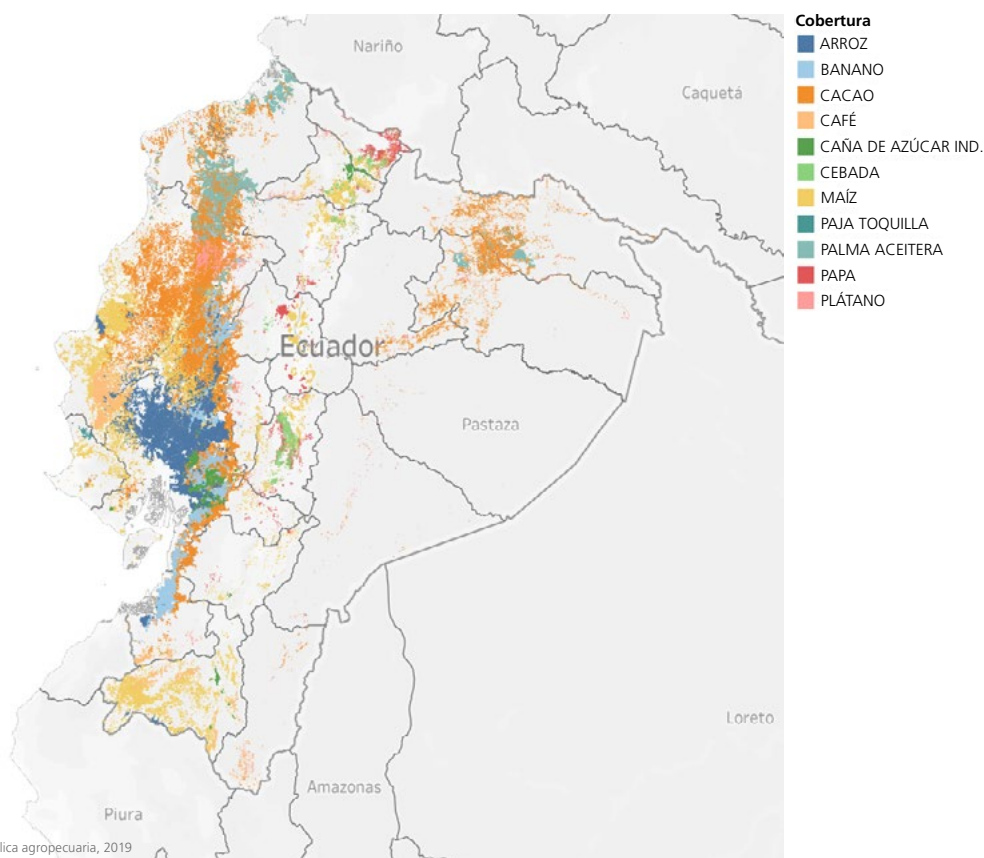 Cobertura
ARROZ
BANANO
CACAO
CAFÉ
CAÑA DE AZÚCAR IND.
CEBADA
MAÍZ
PAJA TOQUILLA
PALMA ACEITERA
PAPA
PLÁTANO
Nariño
Caquetá
Ecuador
Pastaza
Loreto
Amazonas
Piura
lica agropecuaria, 2019